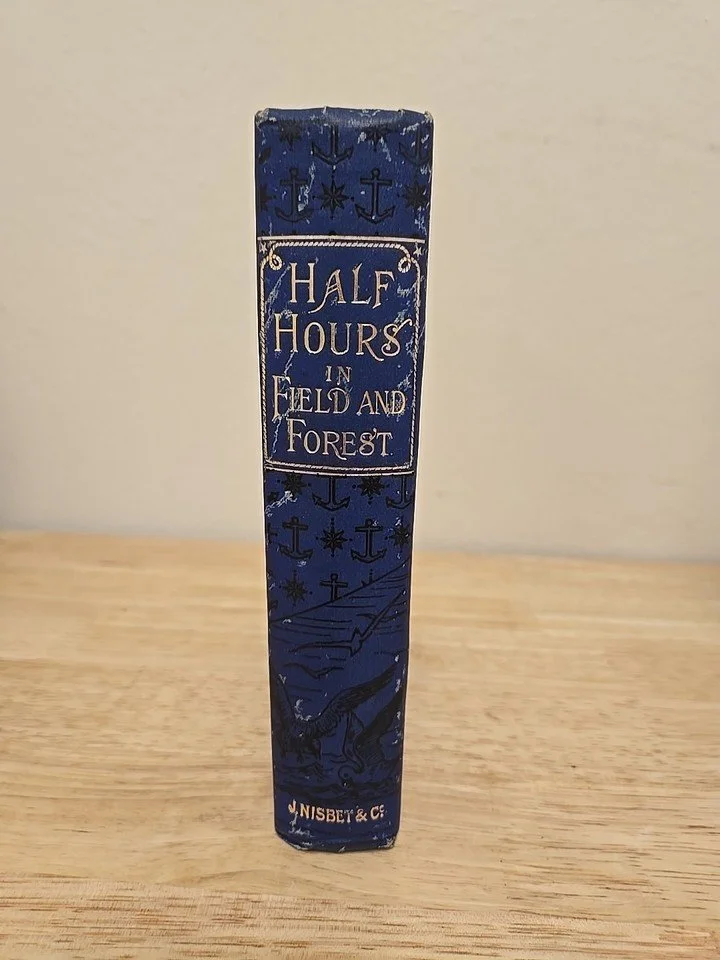 HALF
HOURS
IN
FIELD AND
FOREST
J. NISBET & Co.